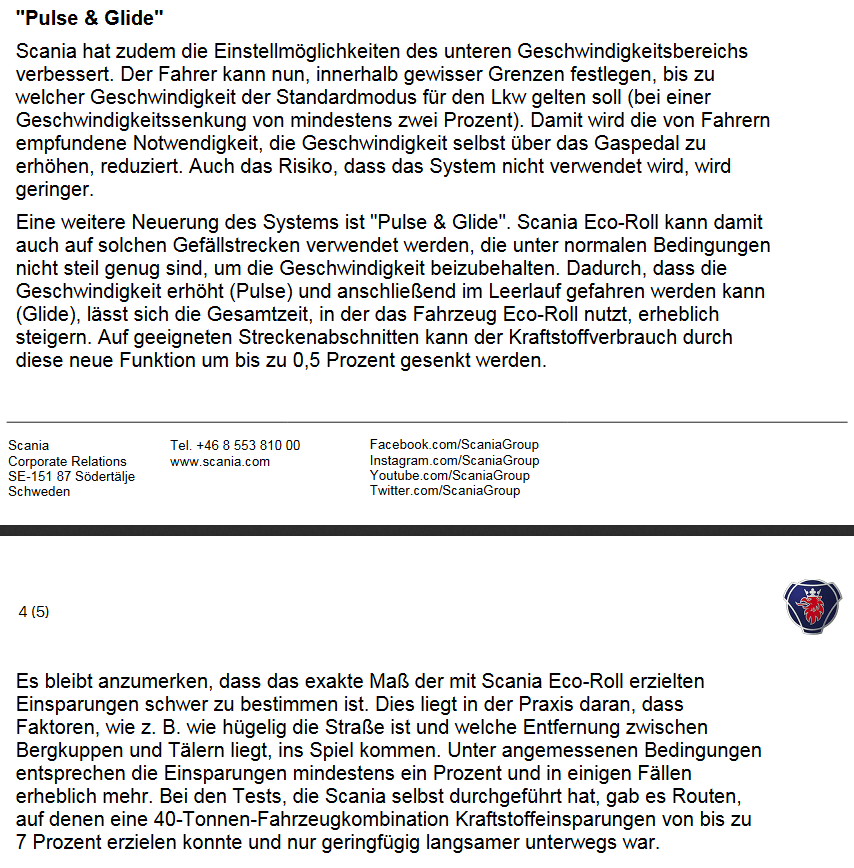 "Pulse & Glide"
Scania hat zudem die Einstellmöglichkeiten des unteren Geschwindigkeitsbereichs
verbessert. Der Fahrer kann nun, innerhalb gewisser Grenzen festlegen, bis zu
welcher Geschwindigkeit der Standardmodus für den Lkw gelten soll (bei einer
Geschwindigkeitssenkung von mindestens zwei Prozent). Damit wird die von Fahrern
empfundene Notwendigkeit, die Geschwindigkeit selbst über das Gaspedal zu
erhöhen, reduziert. Auch das Risiko, dass das System nicht verwendet wird, wird
geringer.
Eine weitere Neuerung des Systems ist "Pulse & Glide". Scania Eco-Roll kann damit
auch auf solchen Gefällstrecken verwendet werden, die unter normalen Bedingungen
nicht steil genug sind, um die Geschwindigkeit beizubehalten. Dadurch, dass die
Geschwindigkeit erhöht (Pulse) und anschließend im Leerlauf gefahren werden kann
(Glide), lässt sich die Gesamtzeit, in der das Fahrzeug Eco-Roll nutzt, erheblich
steigern. Auf geeigneten Streckenabschnitten kann der Kraftstoffverbrauch durch
diese neue Funktion um bis zu 0,5 Prozent gesenkt werden.
Scania
Corporate Relations
SE-151 87 Södertälje
Schweden
Tel. +46 8 553 810 00
www.scania.com
Facebook.com/ScaniaGroup
Instagram.com/ScaniaGroup
Youtube.com/ScaniaGroup
Twitter.com/ScaniaGroup
4 (5)
Es bleibt anzumerken, dass das exakte Maß der mit Scania Eco-Roll erzielten
Einsparungen schwer zu bestimmen ist. Dies liegt in der Praxis daran, dass
Faktoren, wie z. B. wie hügelig die Straße ist und welche Entfernung zwischen
Bergkuppen und Tälern liegt, ins Spiel kommen. Unter angemessenen Bedingungen
entsprechen die Einsparungen mindestens ein Prozent und in einigen Fällen
erheblich mehr. Bei den Tests, die Scania selbst durchgeführt hat, gab es Routen,
auf denen eine 40-Tonnen-Fahrzeugkombination Kraftstoffeinsparungen von bis zu
7 Prozent erzielen konnte und nur geringfügig langsamer unterwegs war.